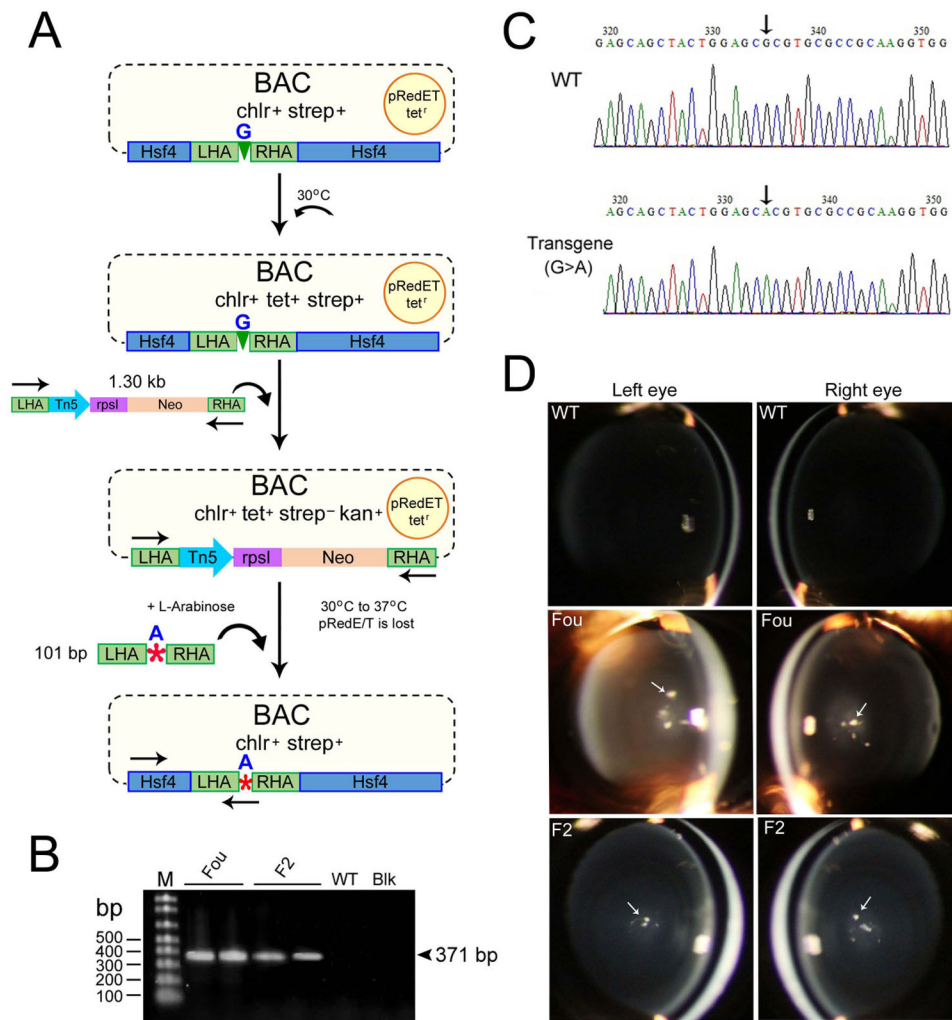 A
BAC
chlr+ strep+
pRedET
tetʳ
G
Hsf4 LHA RHA Hsf4
30°C
BAC
chlr+ tet+ strep+
pRedET
tetʳ
G
Hsf4 LHA RHA Hsf4
1.30 kb
LHA Tn5 rpsl Neo RHA
BAC
chlr+ tet+ strep– kan+
pRedET
tetʳ
LHA Tn5 rpsl Neo RHA
+ L-Arabinose
30°C to 37°C
pRedE/T is lost
A
101 bp LHA * RHA
BAC
chlr+ strep+
A
Hsf4 LHA * RHA Hsf4
B
M Fou F2 WT Blk
bp
500
400
300
200
100
371 bp
C
320 330 340 350
GAGCAGCTACTGGAGCGCGTGCGCCGCAAGGTGG
WT
320 330 340 350
AGCAGCTACTGGAGCACGTGCGCCGCAAGGTGG
Transgene
(G>A)
D
Left eye Right eye
WT WT
Fou Fou
F2 F2